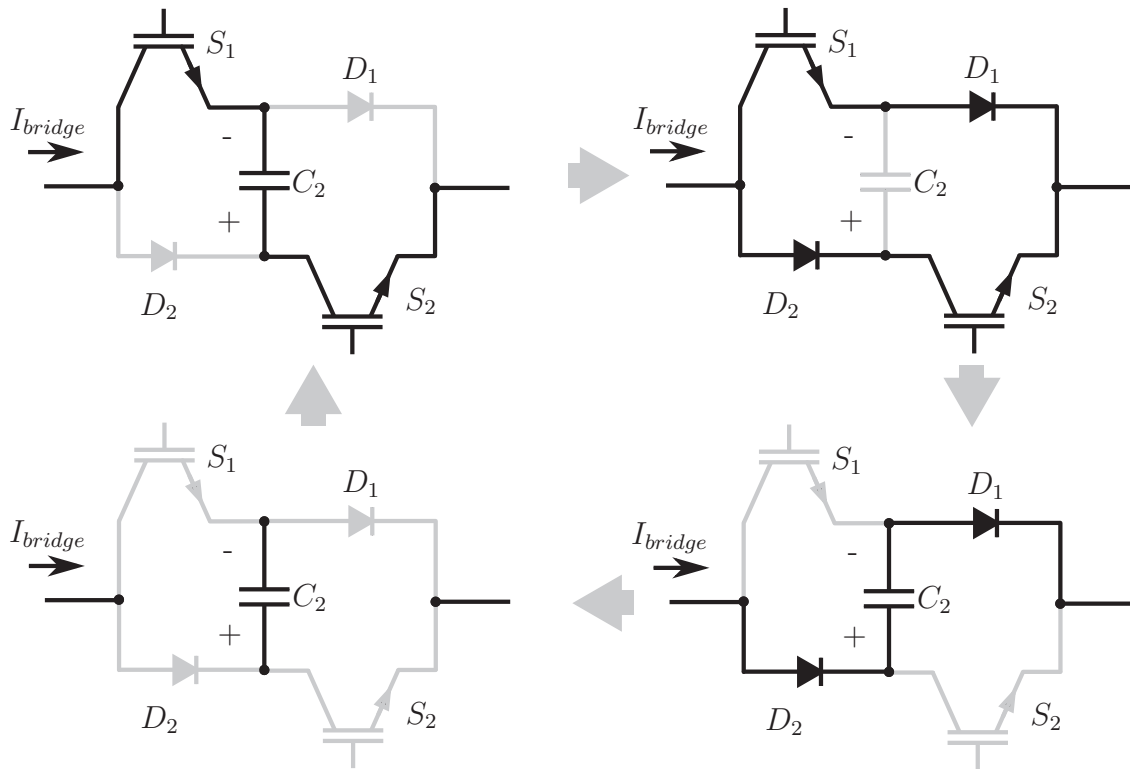 S1
D1
Ibridge
-
C2
+
D2
S2
S1
D1
Ibridge
-
C2
+
D2
S2
S1
D1
Ibridge
-
C2
+
D2
S2
S1
D1
Ibridge
-
C2
+
D2
S2